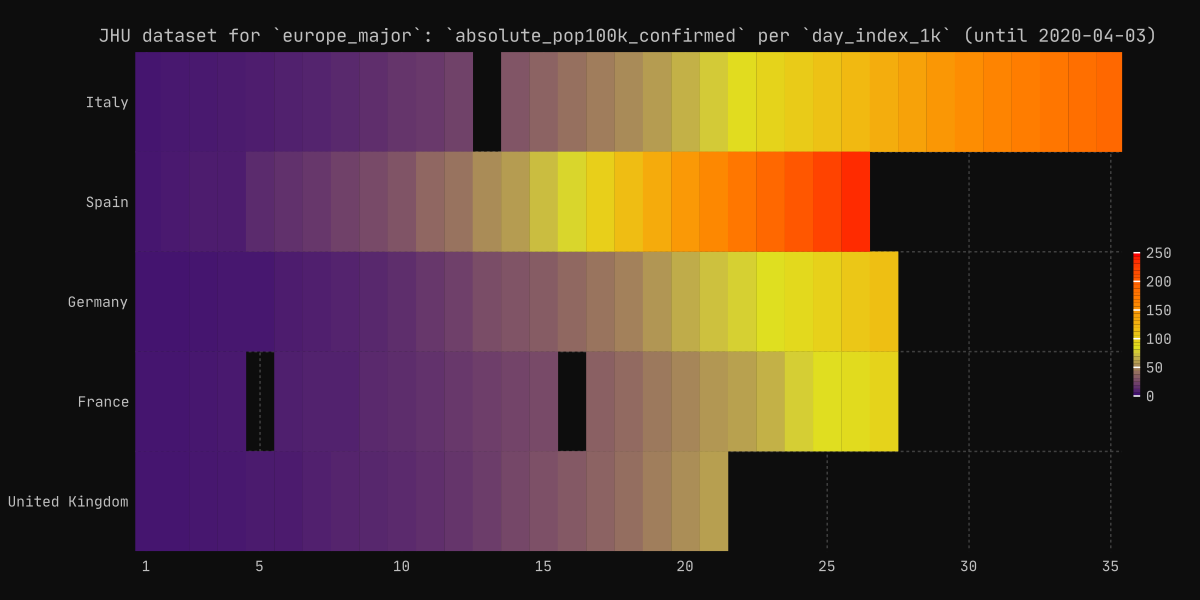 JHU dataset for `europe_major`: `absolute_pop100k_confirmed` per `day_index_1k` (until 2020-04-03)
Italy
Spain
Germany
France
United Kingdom
250
200
150
100
50
0
1 5 10 15 20 25 30 35